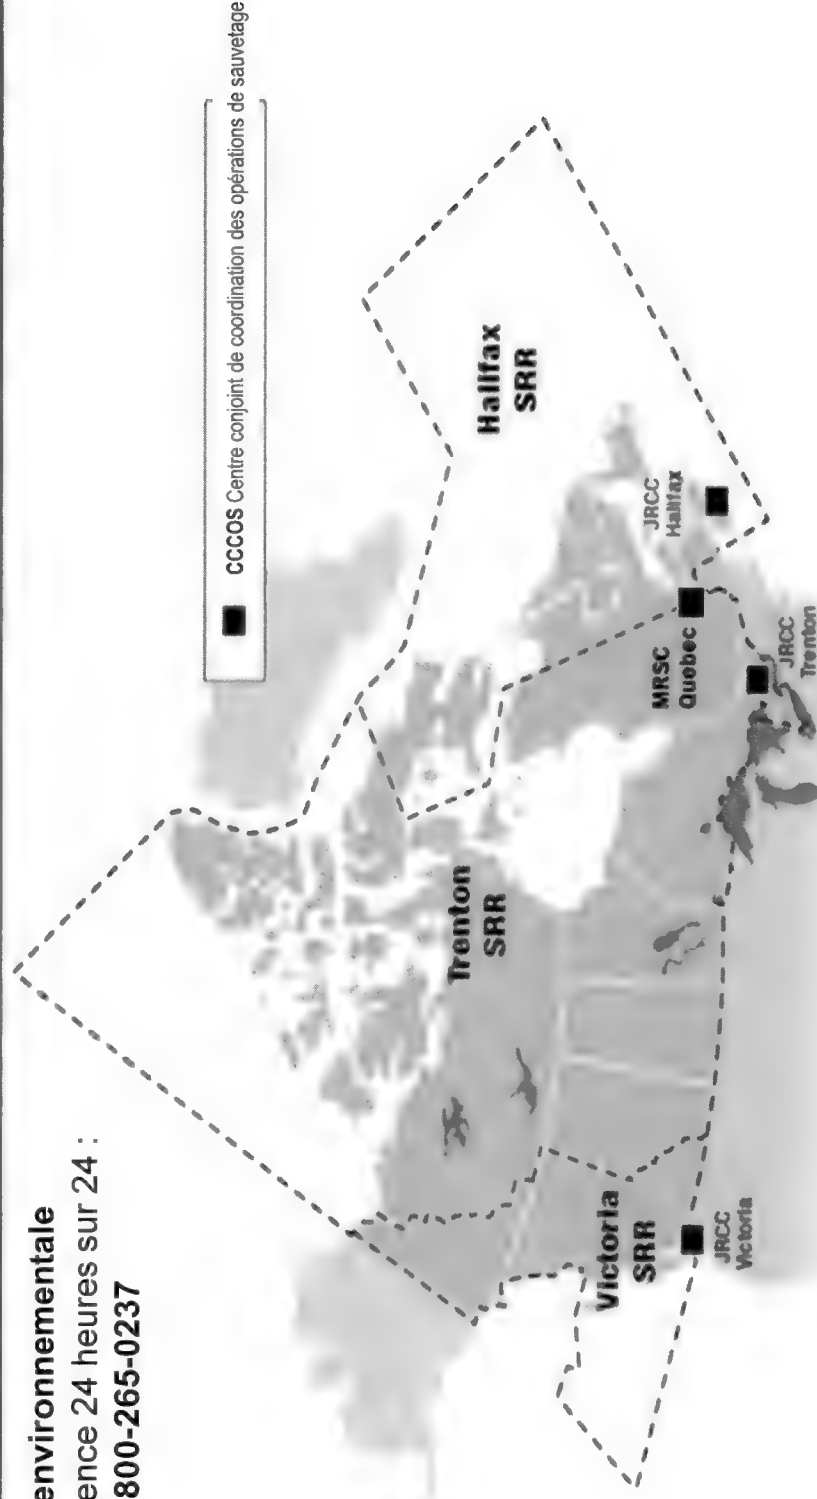 environnementale
ence 24 heures sur 24 :
800-265-0237
CCCOS Centre conjoint de coordination des opérations de sauvetage
Halifax
SRR
Trenton
SRR
Victoria
SRR
JRCC
Halifax
MRSC
Quebec
JRCC
Trenton
JRCC
Victoria